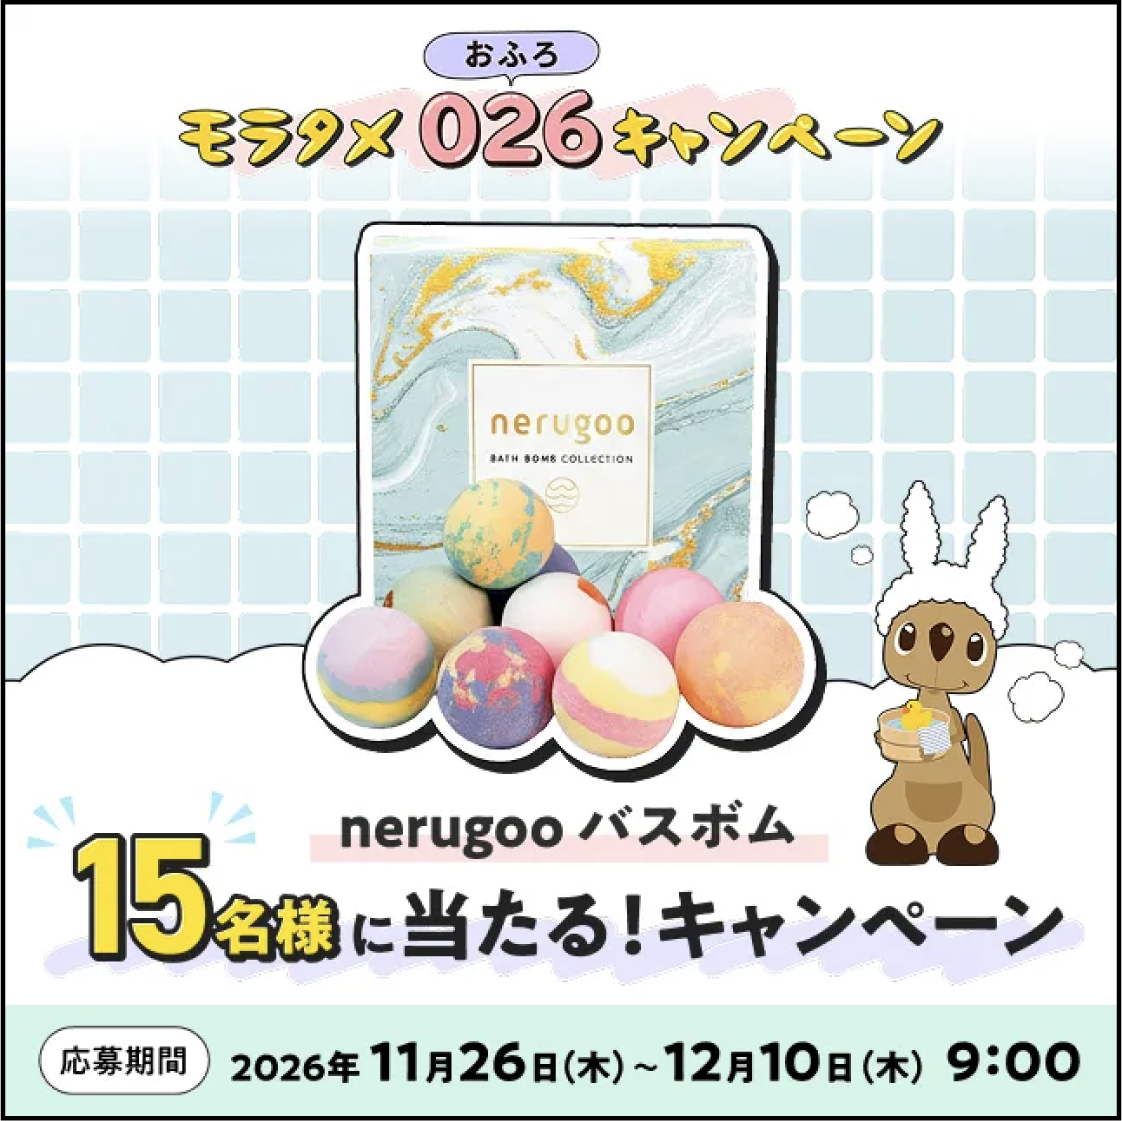 おふろ
モラタメ 026 キャンペーン
nerugoo
BATH BOMB COLLECTION
nerugoo バスボム
15名様に当たる！キャンペーン
応募期間 2026年 11月26日(木)～12月10日(木) 9:00